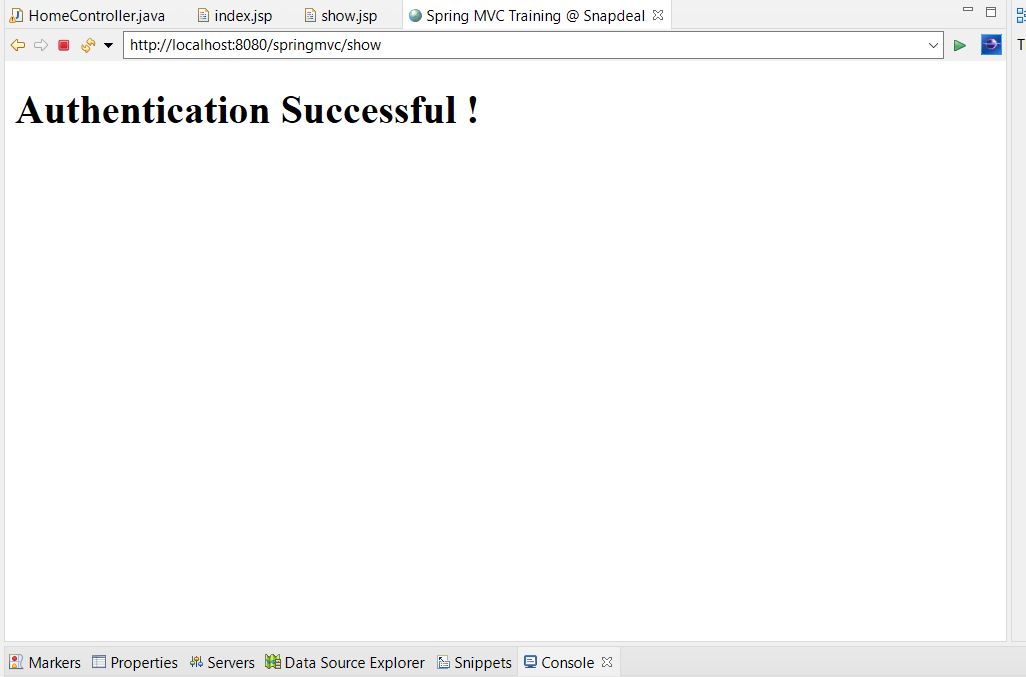 HomeController.java index.jsp show.jsp Spring MVC Training @ Snapdeal
http://localhost:8080/springmvc/show
T
Authentication Successful !
Markers Properties Servers Data Source Explorer Snippets Console